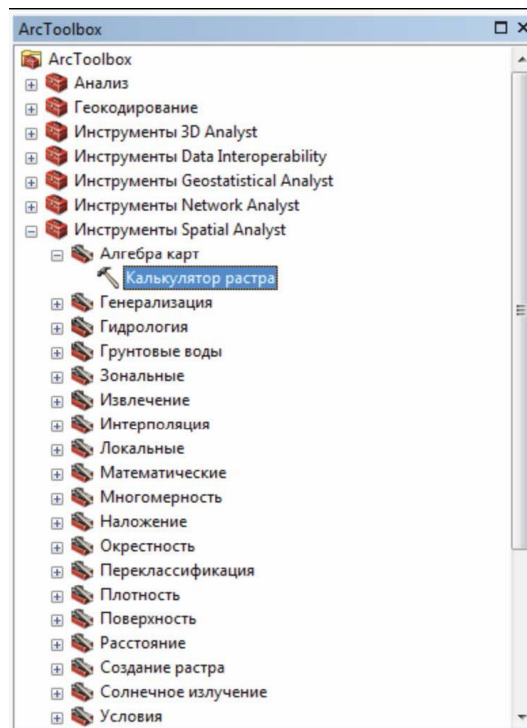 ArcToolbox
ArcToolbox
Анализ
Геокодирование
Инструменты 3D Analyst
Инструменты Data Interoperability
Инструменты Geostatistical Analyst
Инструменты Network Analyst
Инструменты Spatial Analyst
Алгебра карт
Калькулятор растра
Генерализация
Гидрология
Грунтовые воды
Зональные
Извлечение
Интерполяция
Локальные
Математические
Многомерность
Наложение
Окрестность
Переклассификация
Плотность
Поверхность
Расстояние
Создание растра
Солнечное излучение
Условия